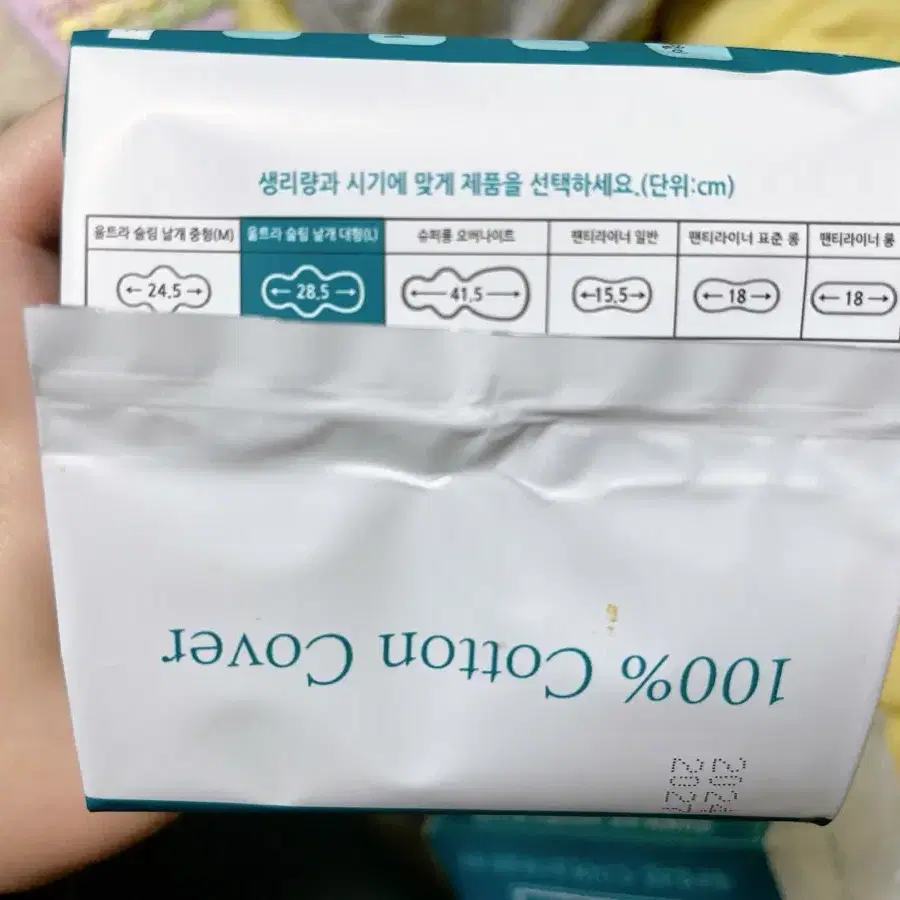 생리량과 시기에 맞게 제품을 선택하세요.(단위:cm)
울트라 슬림 날개 중형(M) 울트라 슬림 날개 대형(L) 슈퍼롱 오버나이트 팬티라이너 일반 팬티라이너 표준 롱 팬티라이너 롱
24.5 28.5 41.5 15.5 18 18
100% Cotton Cover